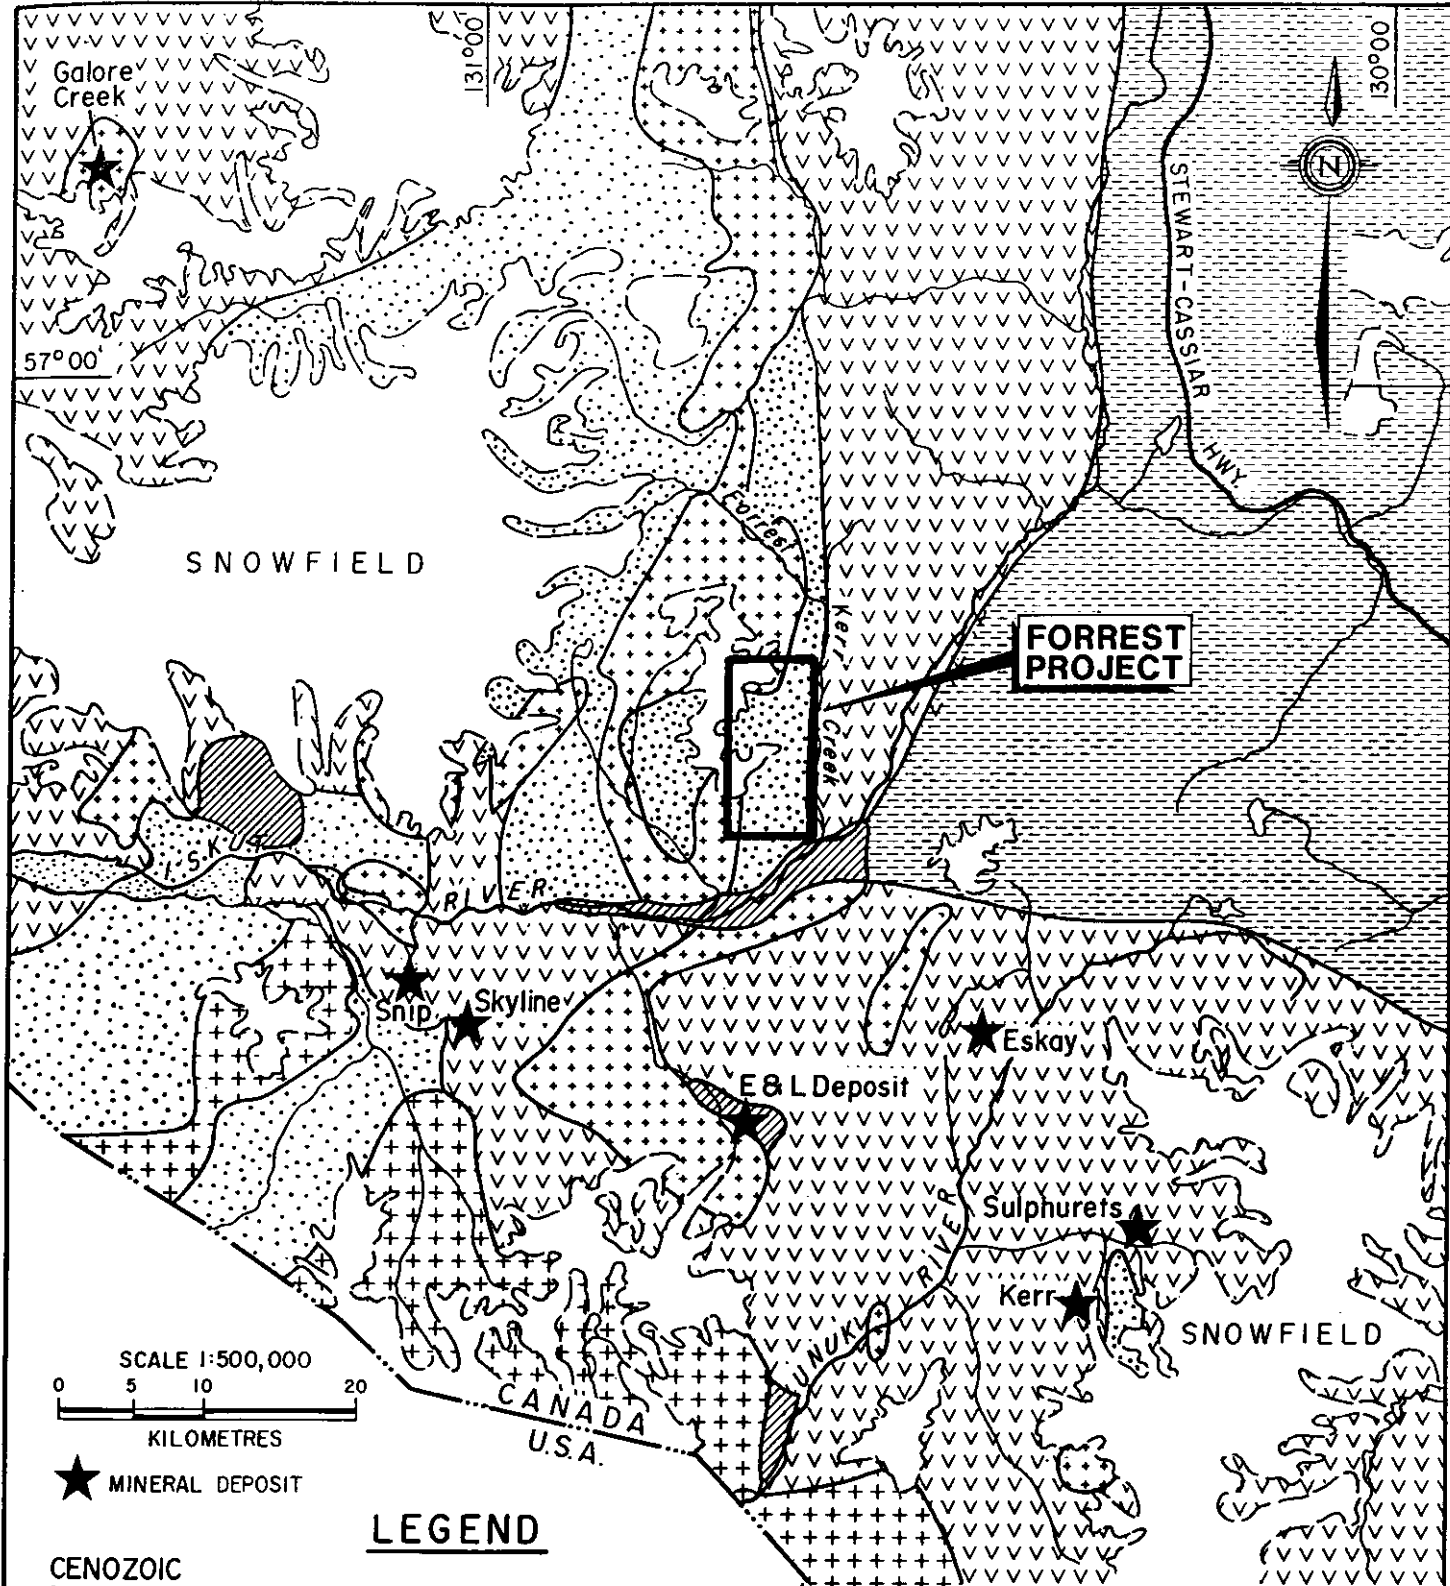 131°00'
130°00
Galore
Creek
N
STEWART-CASSIAR
HWY
57°00'
SNOWFIELD
Forrest
Kerr
Creek
FORREST
PROJECT
ISKUT
RIVER
Snip
Skyline
Eskay
E & L Deposit
Sulphurets
Kerr
SNOWFIELD
UNUK
RIVER
SCALE 1:500,000
0 5 10 20
KILOMETRES
CANADA
U.S.A.
MINERAL DEPOSIT
LEGEND
CENOZOIC